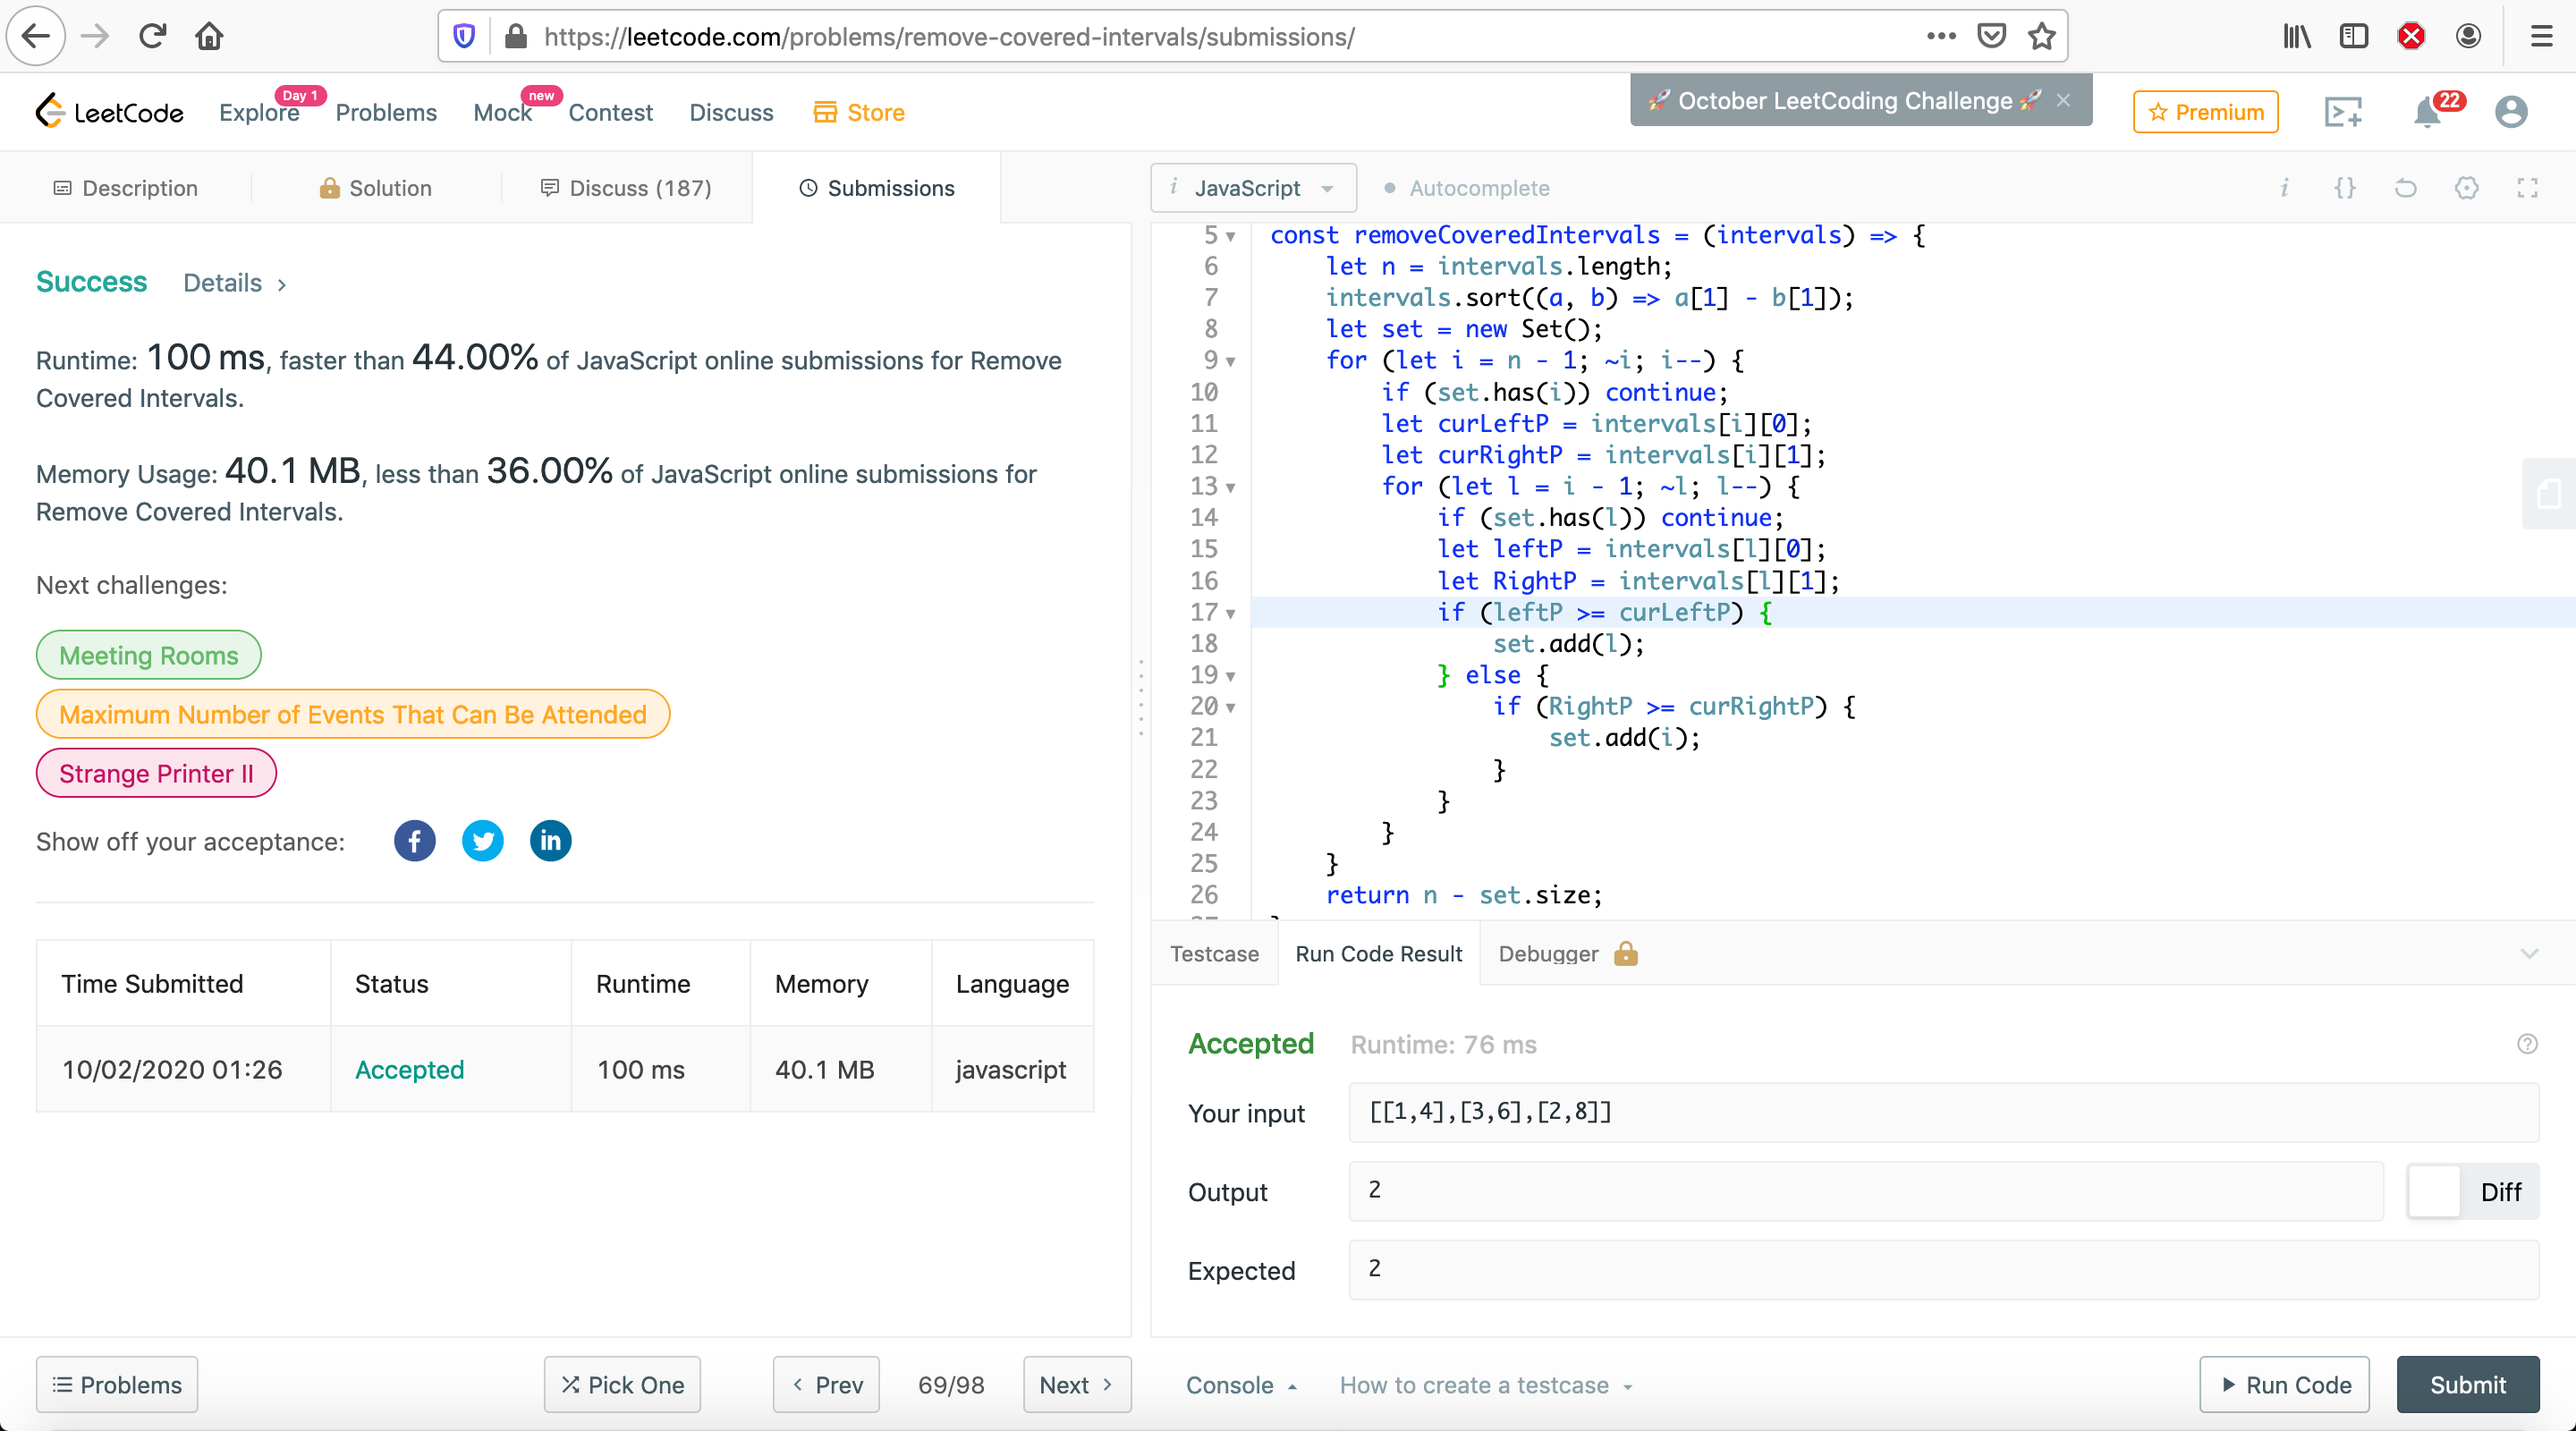 https://leetcode.com/problems/remove-covered-intervals/submissions/
LeetCode
Explore
Day 1
Problems
Mock
new
Contest
Discuss
Store
🚀 October LeetCoding Challenge 🚀 ×
Premium
22
Description
Solution
Discuss (187)
Submissions
i JavaScript
Autocomplete
Success
Details >
Runtime: 100 ms, faster than 44.00% of JavaScript online submissions for Remove
Covered Intervals.
Memory Usage: 40.1 MB, less than 36.00% of JavaScript online submissions for
Remove Covered Intervals.
Next challenges:
Meeting Rooms
Maximum Number of Events That Can Be Attended
Strange Printer II
Show off your acceptance:
Time Submitted Status Runtime Memory Language
10/02/2020 01:26 Accepted 100 ms 40.1 MB javascript
5 const removeCoveredIntervals = (intervals) => {
6 let n = intervals.length;
7 intervals.sort((a, b) => a[1] - b[1]);
8 let set = new Set();
9 for (let i = n - 1; ~i; i--) {
10 if (set.has(i)) continue;
11 let curLeftP = intervals[i][0];
12 let curRightP = intervals[i][1];
13 for (let l = i - 1; ~l; l--) {
14 if (set.has(l)) continue;
15 let leftP = intervals[l][0];
16 let RightP = intervals[l][1];
17 if (leftP >= curLeftP) {
18 set.add(l);
19 } else {
20 if (RightP >= curRightP) {
21 set.add(i);
22 }
23 }
24 }
25 }
26 return n - set.size;
Testcase
Run Code Result
Debugger
Accepted
Runtime: 76 ms
Your input
[[1,4],[3,6],[2,8]]
Output
2
Diff
Expected
2
Problems
Pick One
< Prev
69/98
Next >
Console
How to create a testcase
Run Code
Submit